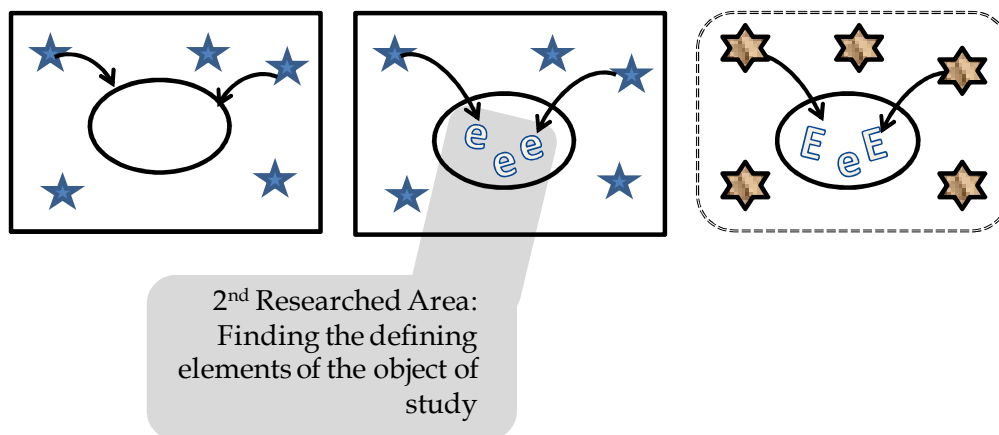 e e e
E e E
2nd Researched Area:
Finding the defining
elements of the object of
study